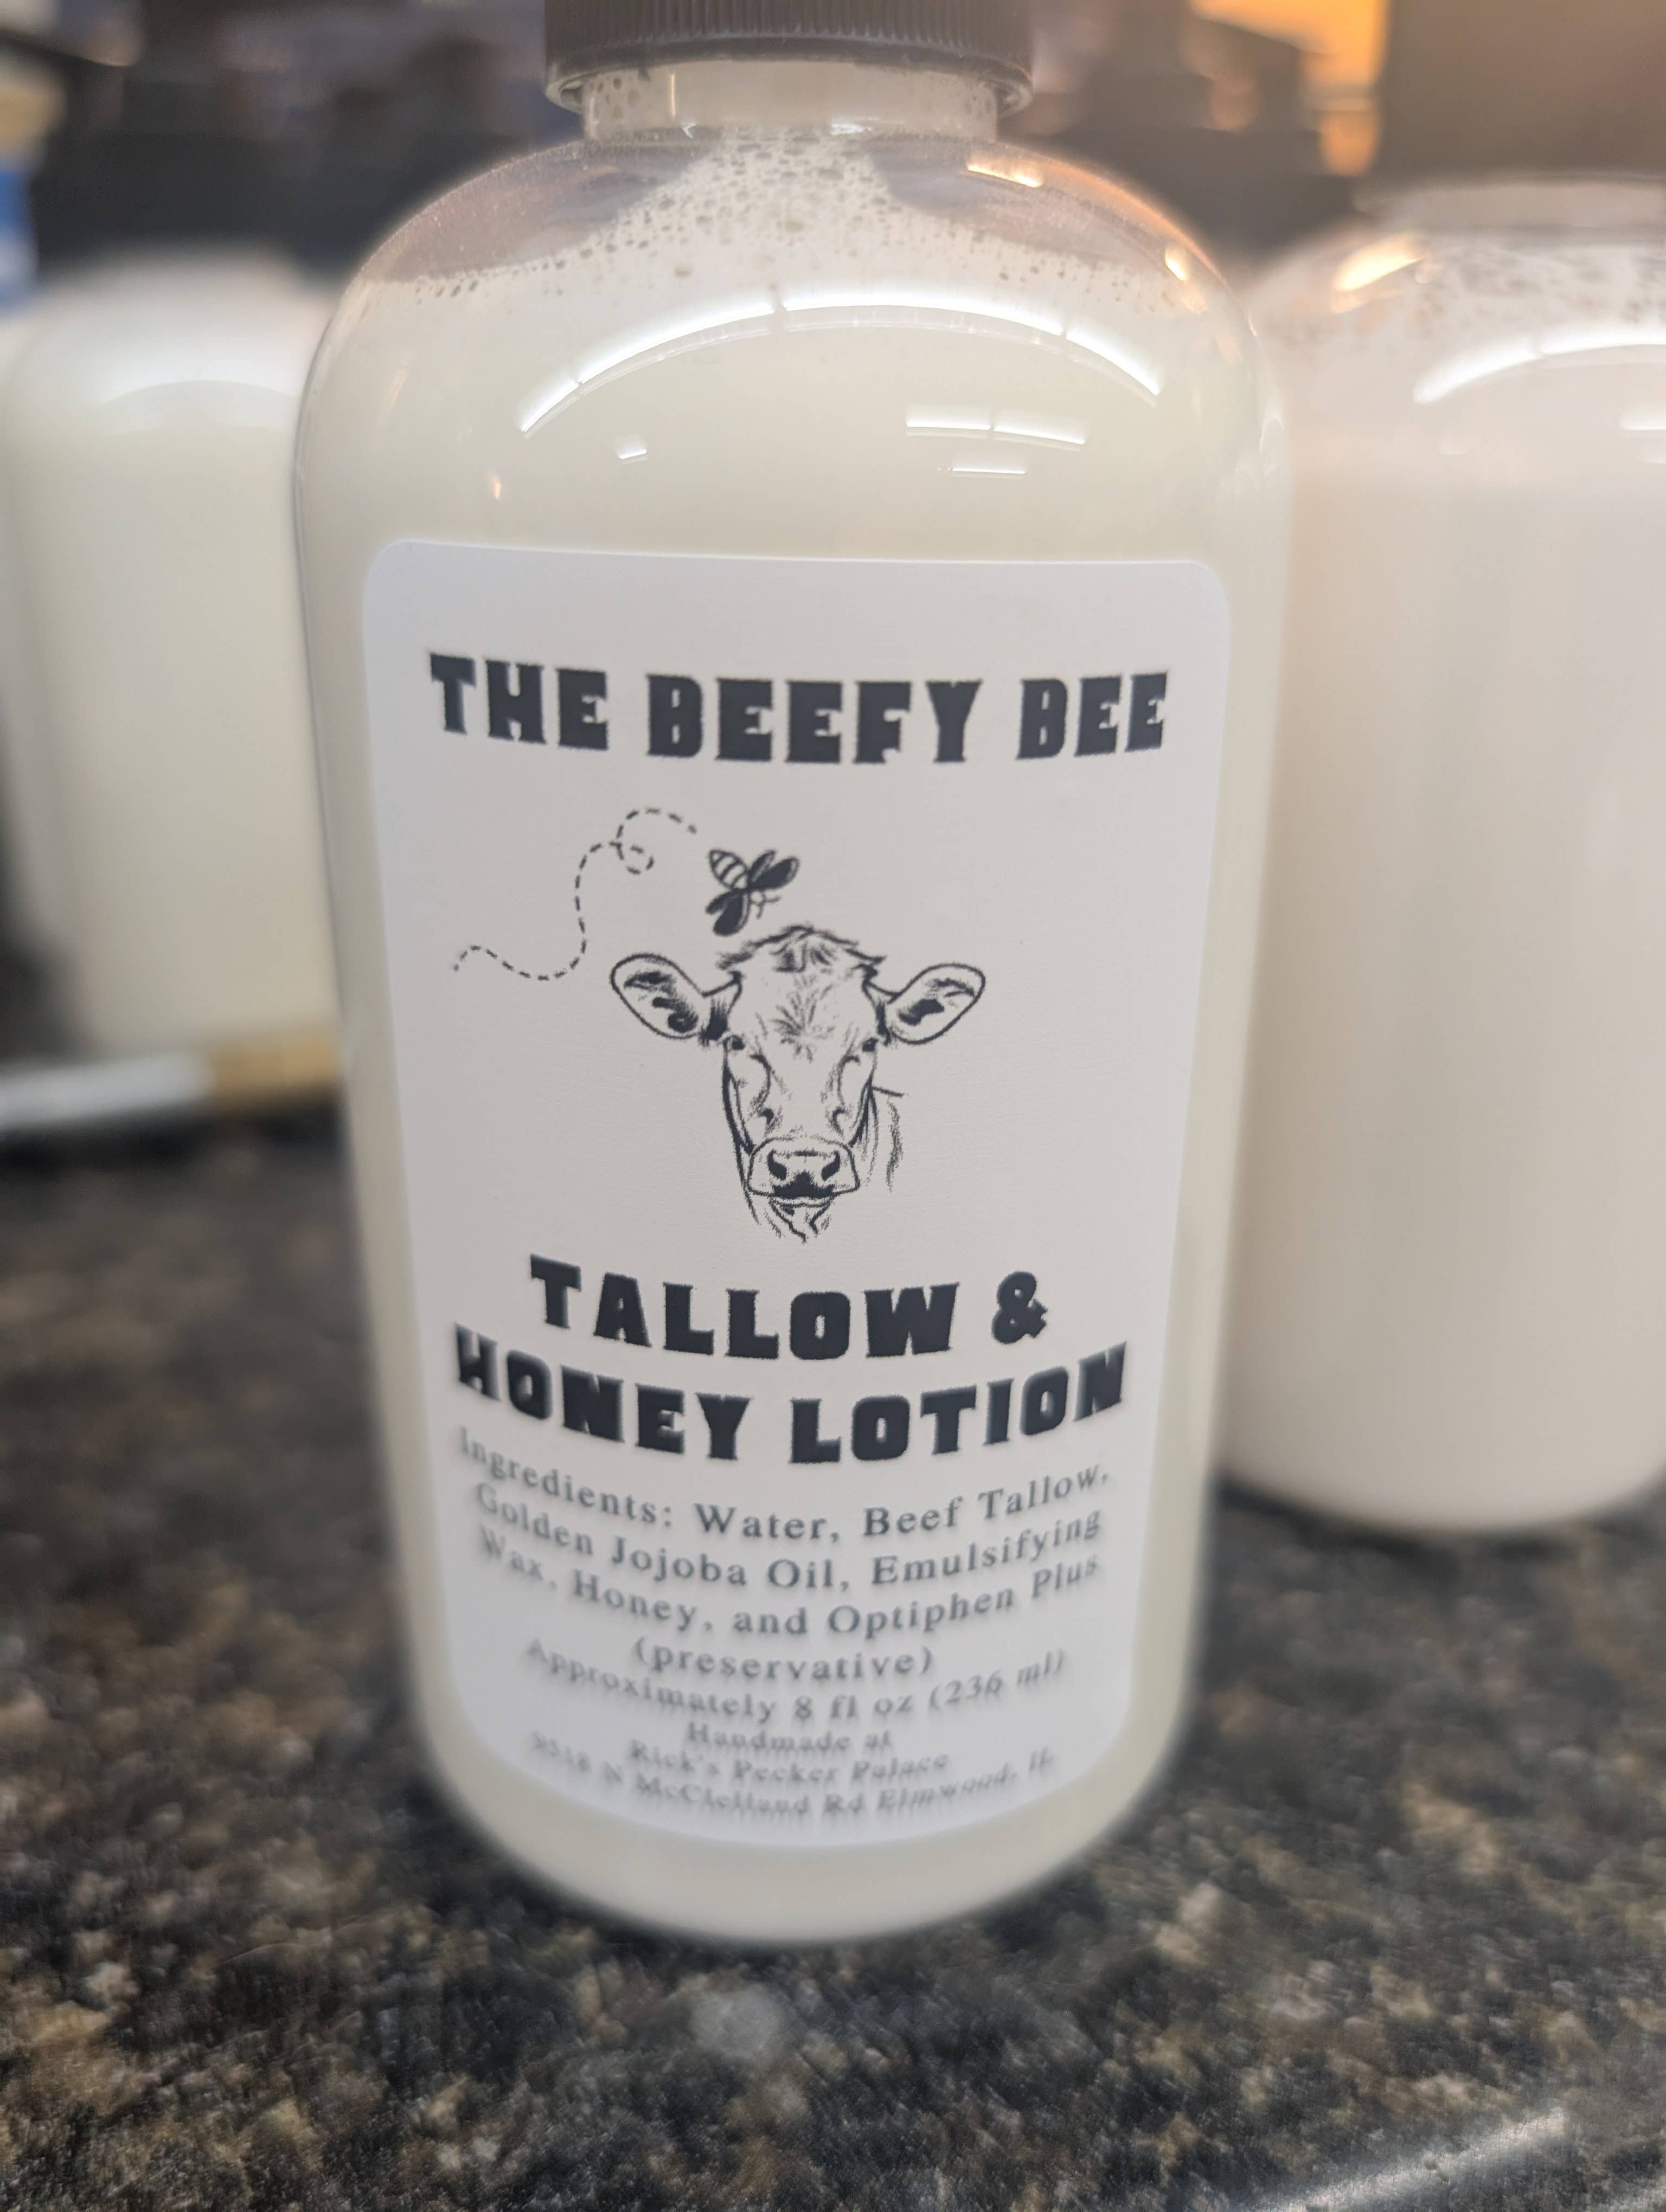 THE BEEFY BEE
TALLOW &
HONEY LOTION
Ingredients: Water, Beef Tallow,
Golden Jojoba Oil, Emulsifying
Wax, Honey, and Optiphen Plus
(preservative)
Approximately 8 fl oz (236 ml)
Handmade at
Rick's Pecker Palace
N McClelland Rd Elmwood, IL